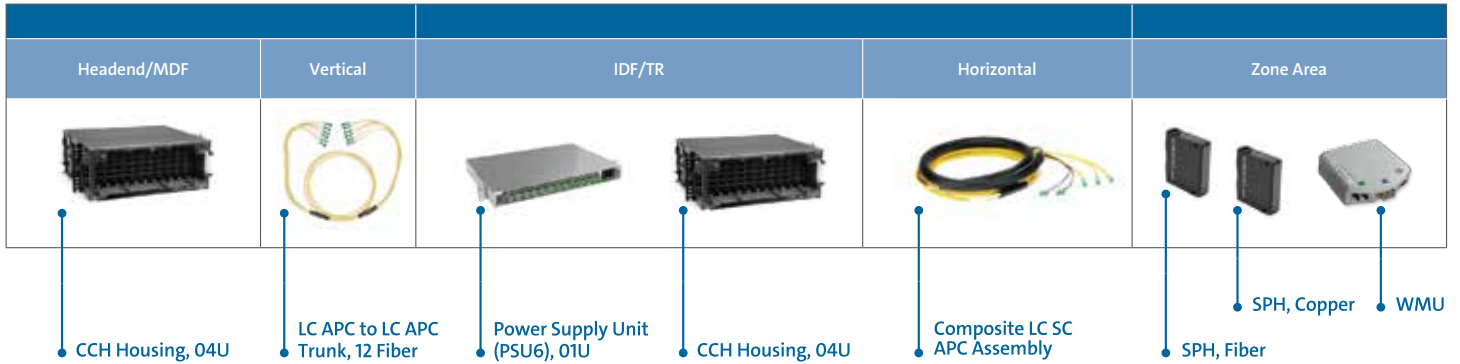 Headend/MDF
Vertical
IDF/TR
Horizontal
Zone Area
CCH Housing, 04U
LC APC to LC APC
Trunk, 12 Fiber
Power Supply Unit
(PSU6), 01U
CCH Housing, 04U
Composite LC SC
APC Assembly
SPH, Fiber
SPH, Copper
WMU